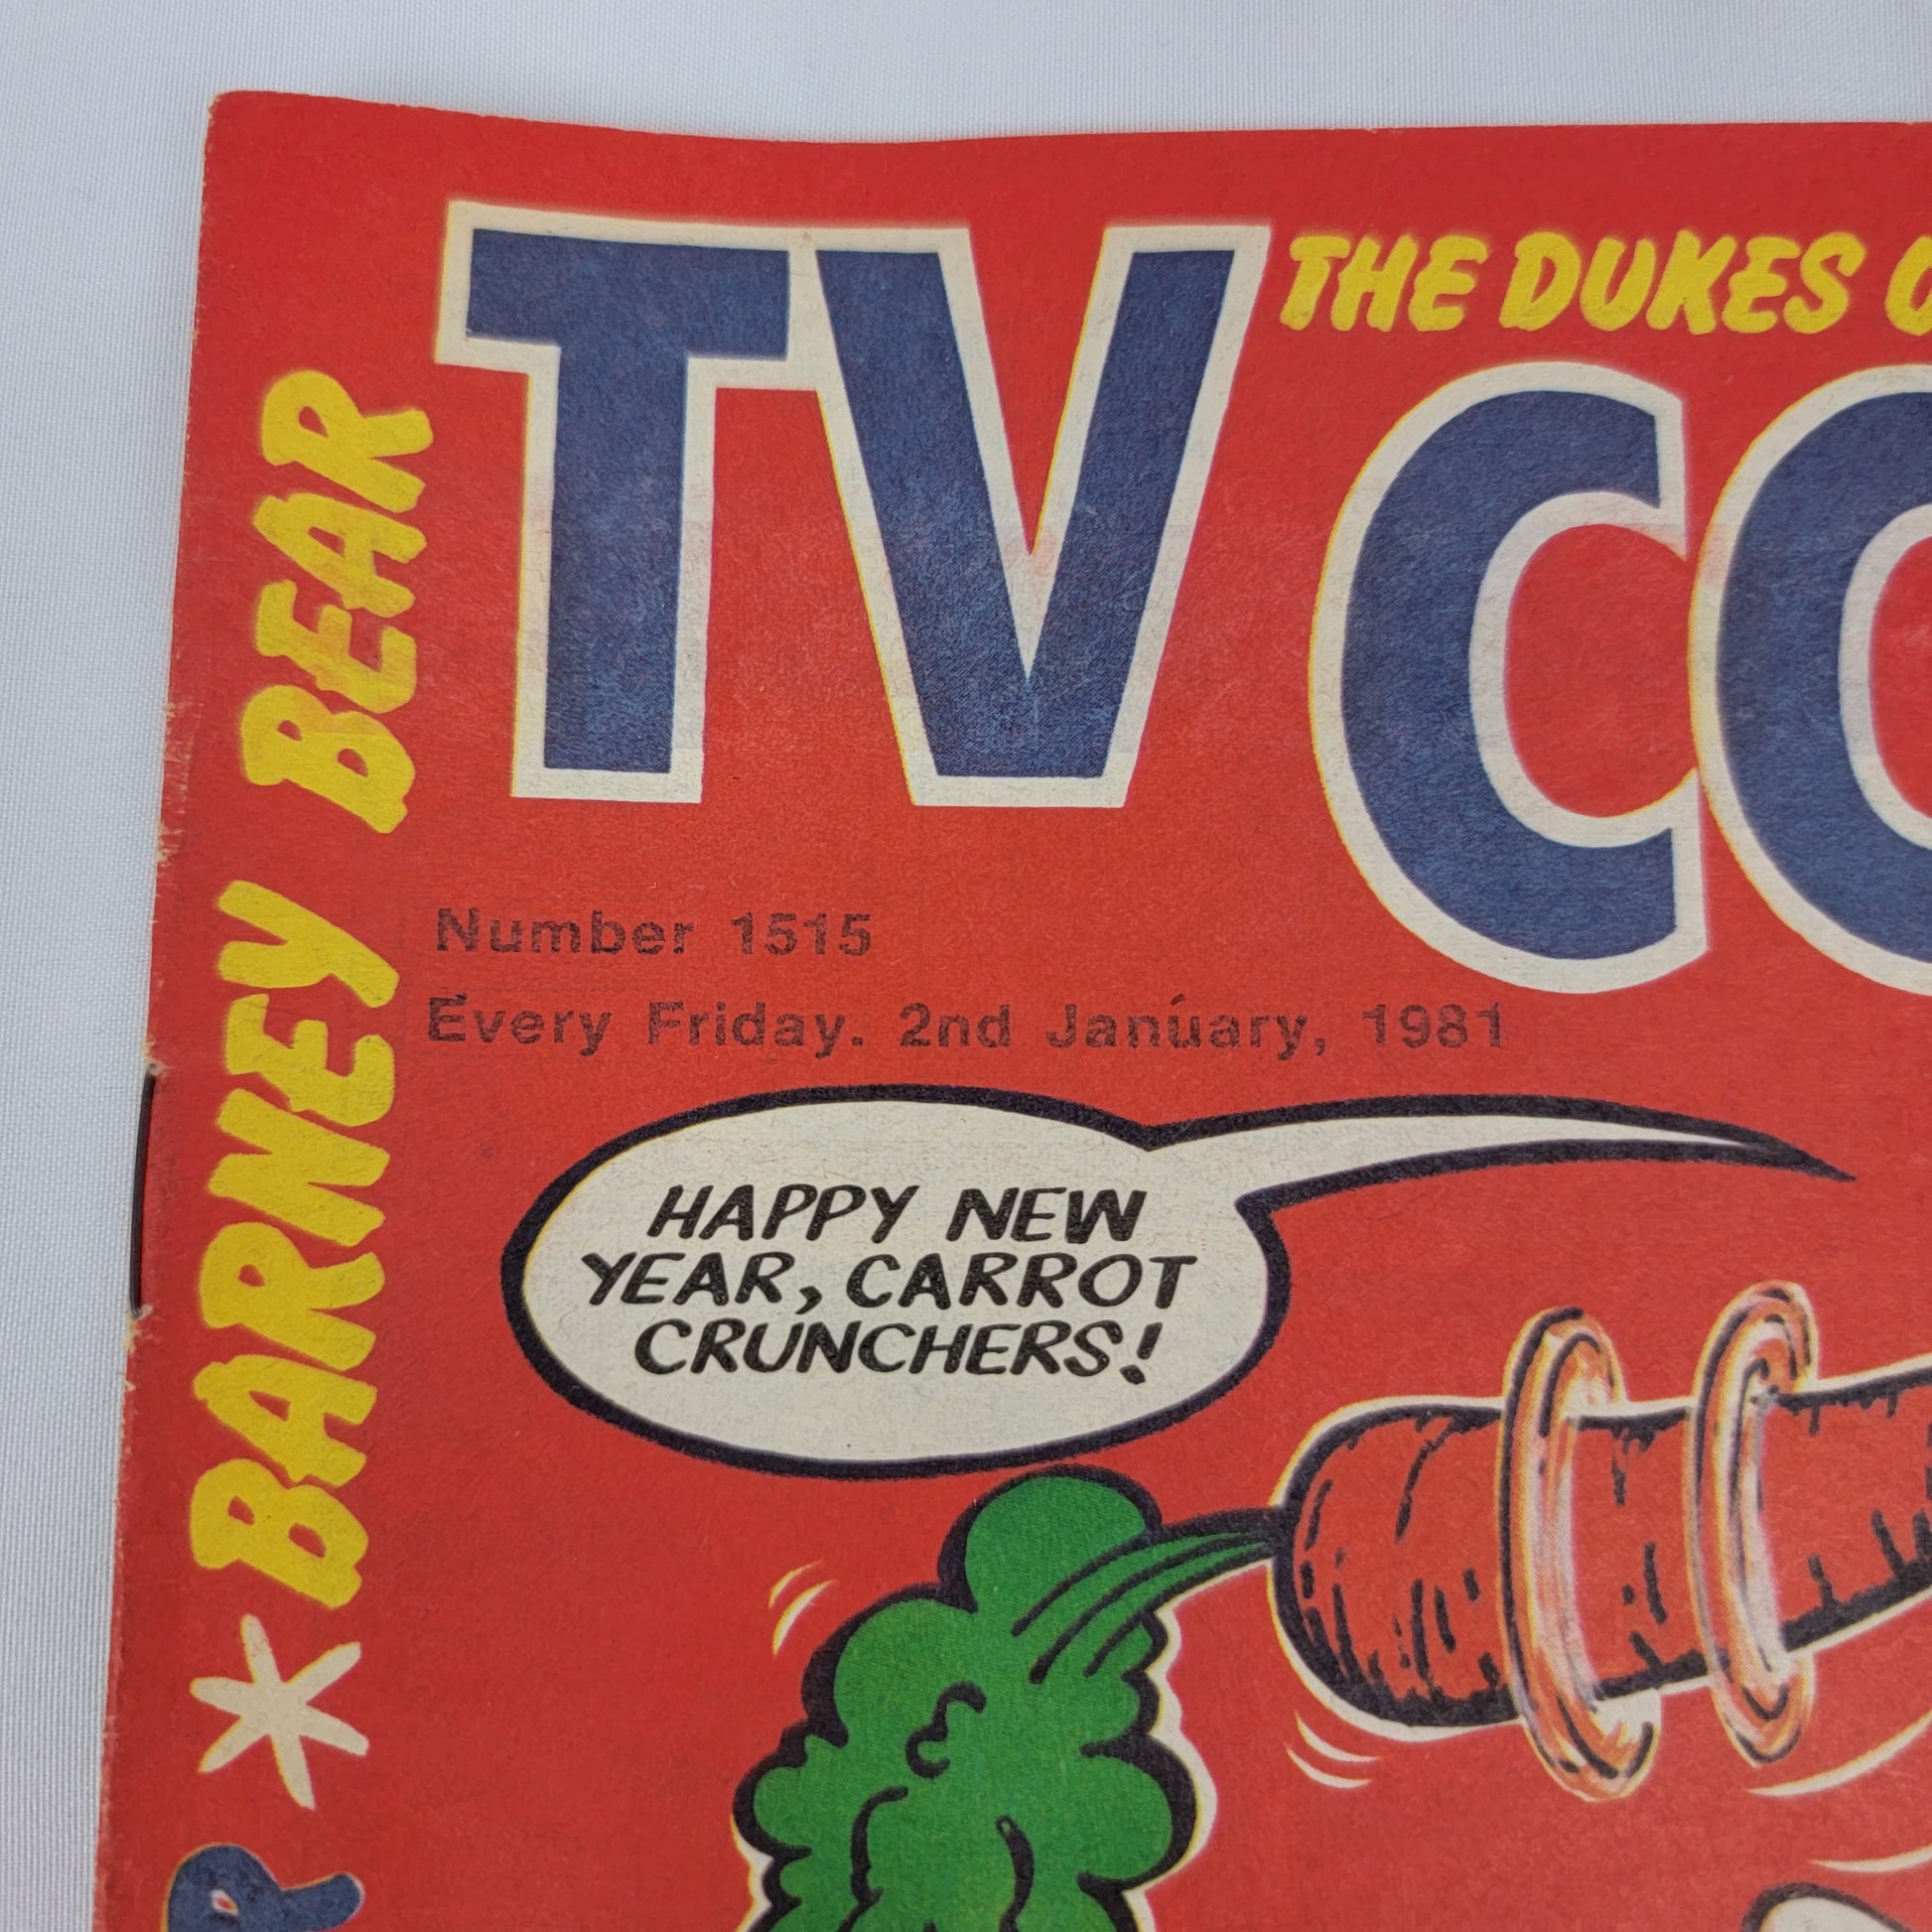 TV
THE DUKES
Number 1515
Every Friday. 2nd January, 1981
HAPPY NEW
YEAR, CARROT
CRUNCHERS!
BARNEY BEAR
*